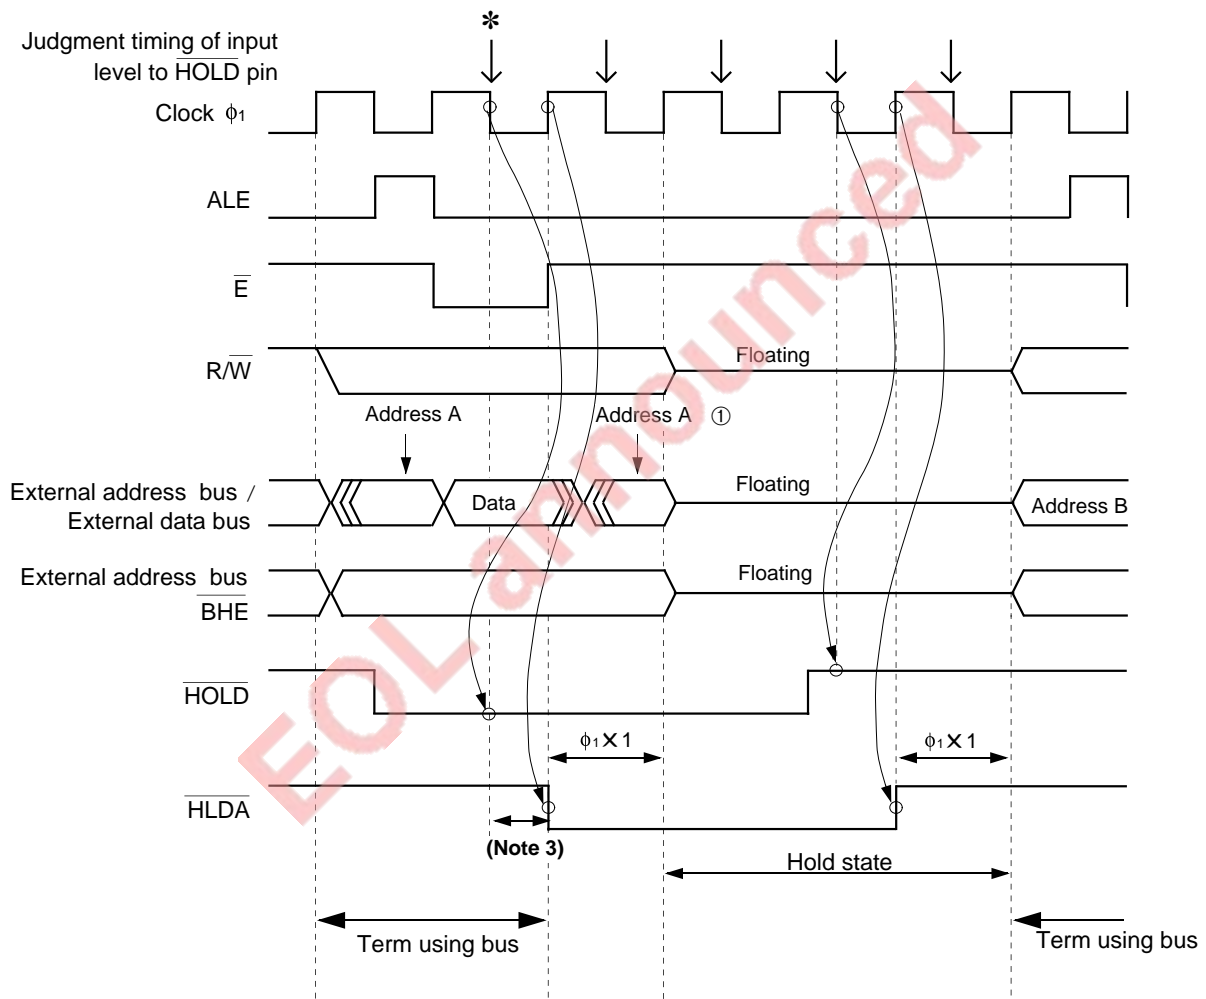 *
Judgment timing of input
level to HOLD pin
Clock ϕ1
ALE
E
R/W
Floating
Address A
Address A ①
External address bus /
External data bus
Data
Floating
Address B
External address bus
BHE
Floating
HOLD
ϕ1 × 1
ϕ1 × 1
HLDA
(Note 3)
Hold state
Term using bus
Term using bus
EOL announced